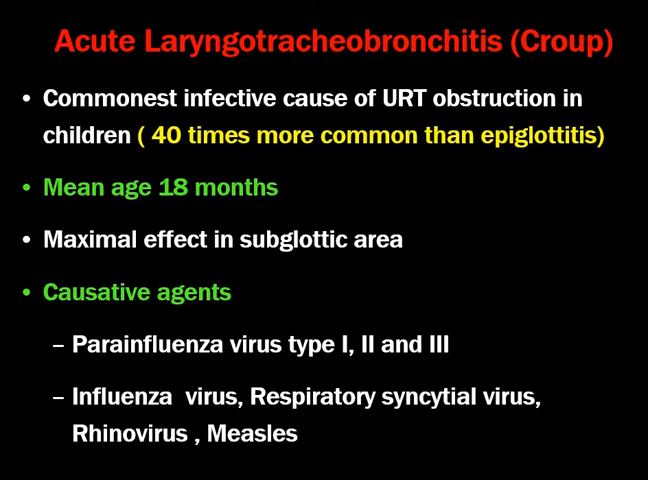 Acute Laryngotracheobronchitis (Croup)
• Commonest infective cause of URT obstruction in
children ( 40 times more common than epiglottitis)
• Mean age 18 months
• Maximal effect in subglottic area
• Causative agents
– Parainfluenza virus type I, II and III
– Influenza  virus, Respiratory syncytial virus,
Rhinovirus , Measles